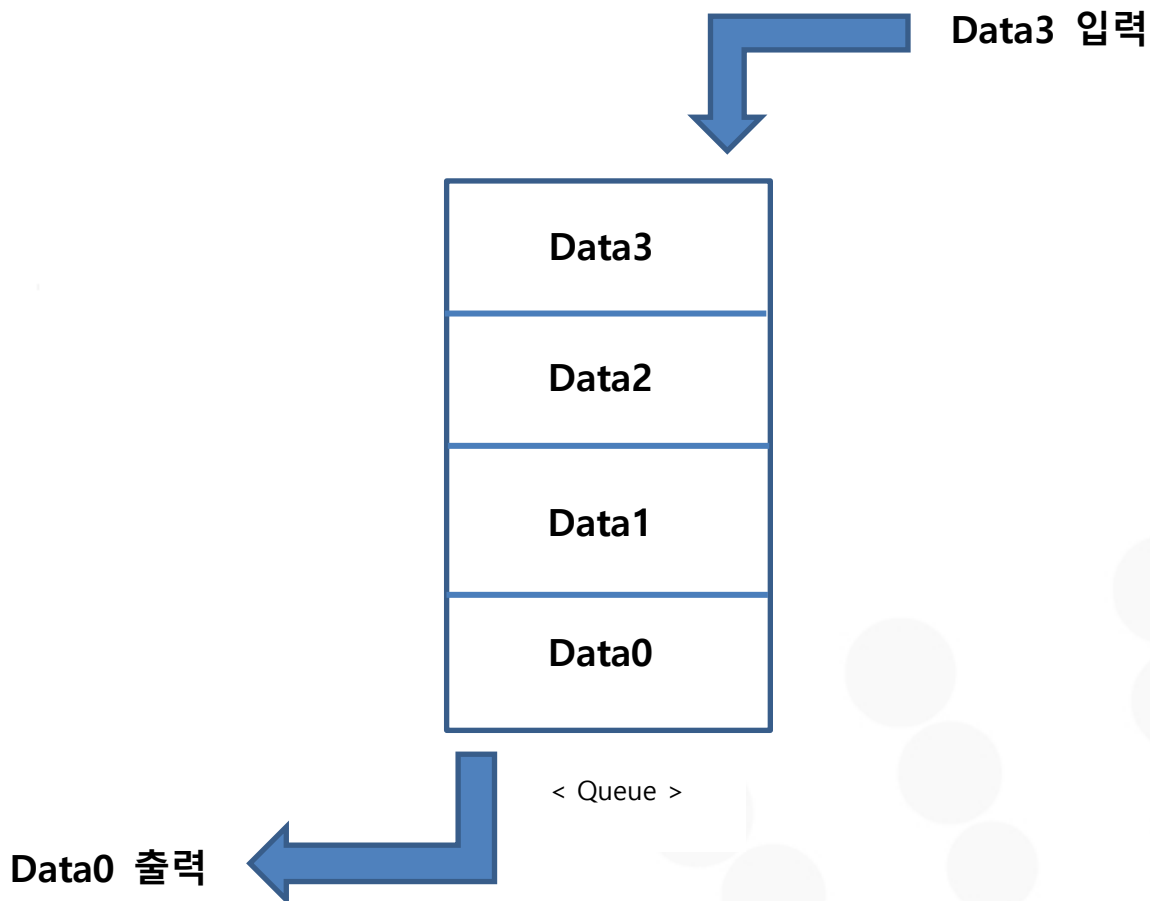 Data3 입력
Data3
Data2
Data1
Data0
< Queue >
Data0 출력